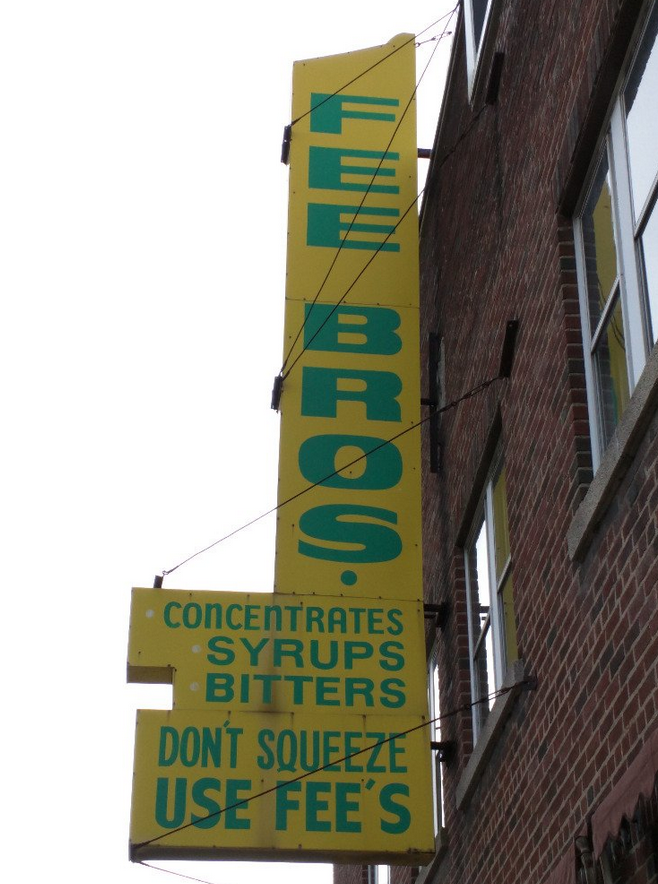 FEE
BROS.
CONCENTRATES
SYRUPS
BITTERS
DON'T SQUEEZE
USE FEE'S